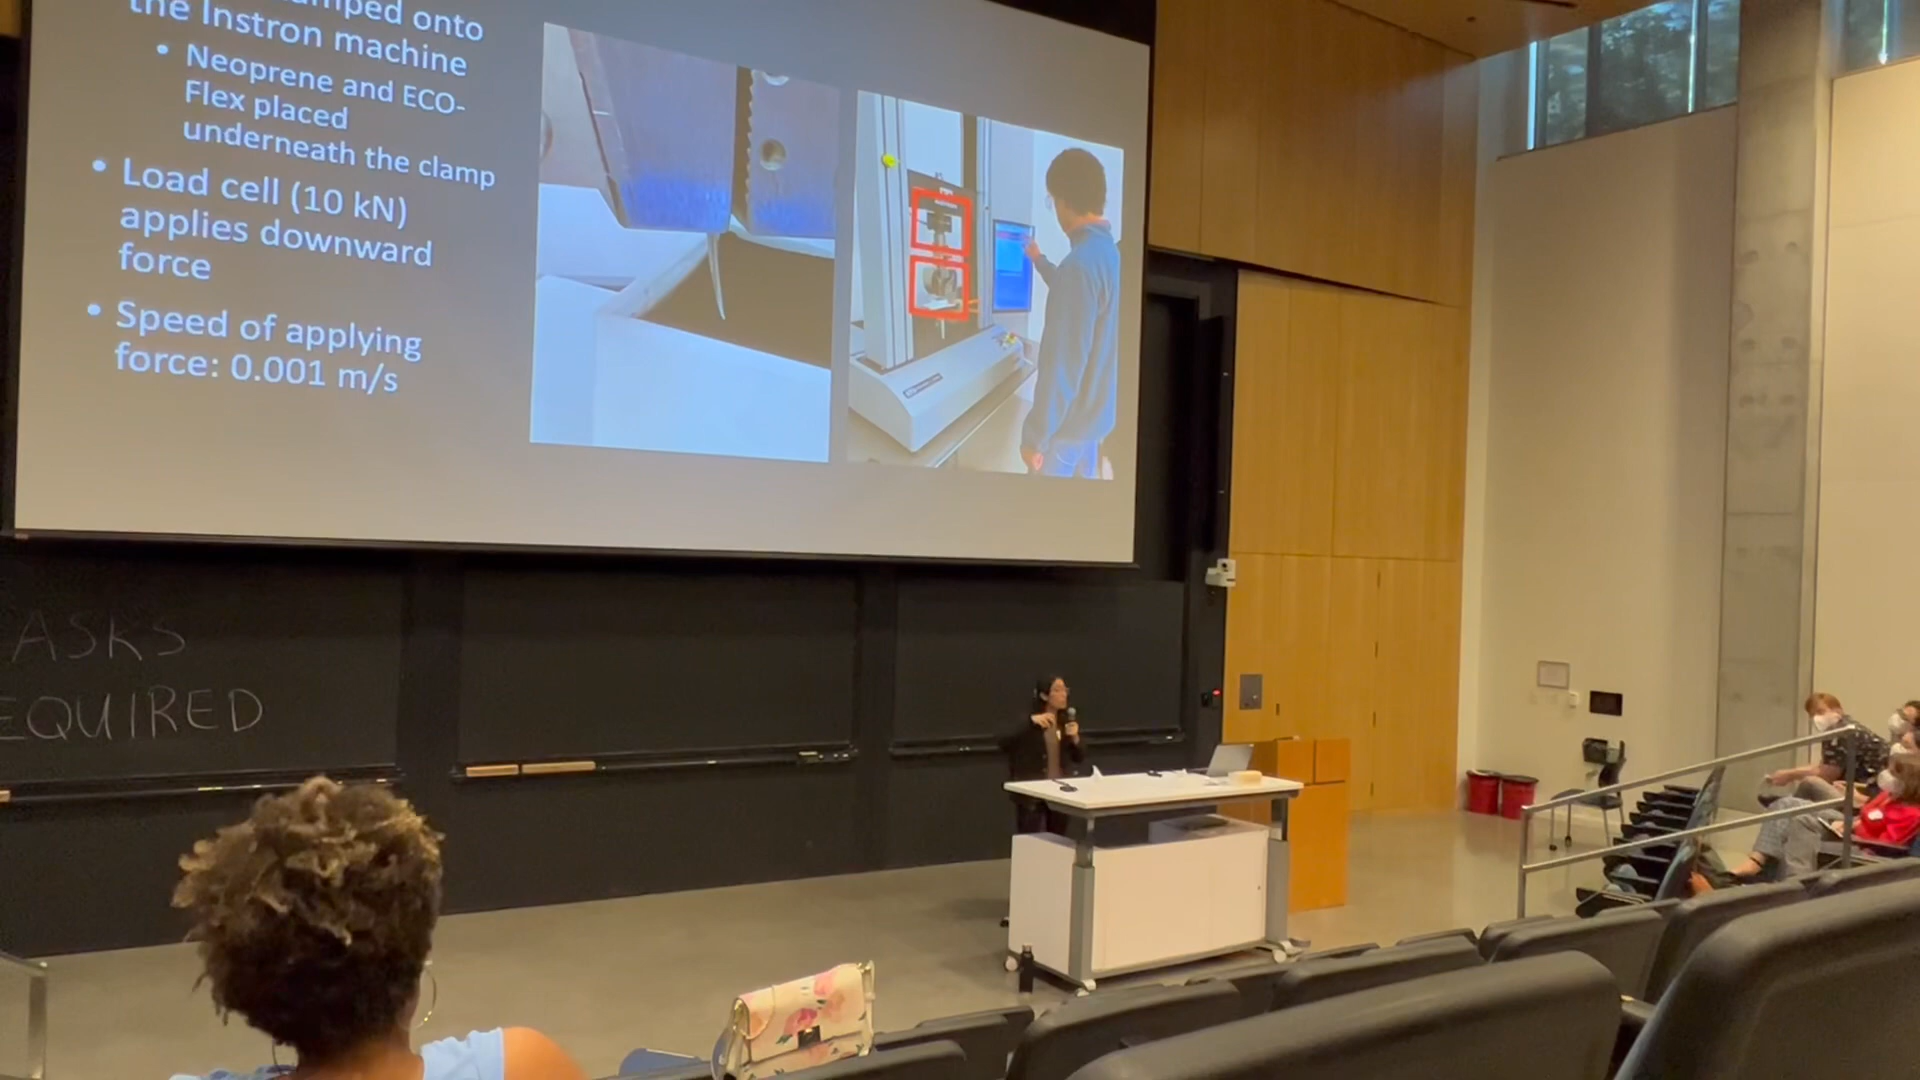 onto
the Instron machine
• Neoprene and ECO-
Flex placed
underneath the clamp
• Load cell (10 kN)
applies downward
force
• Speed of applying
force: 0.001 m/s
ASKS
EQUIRED